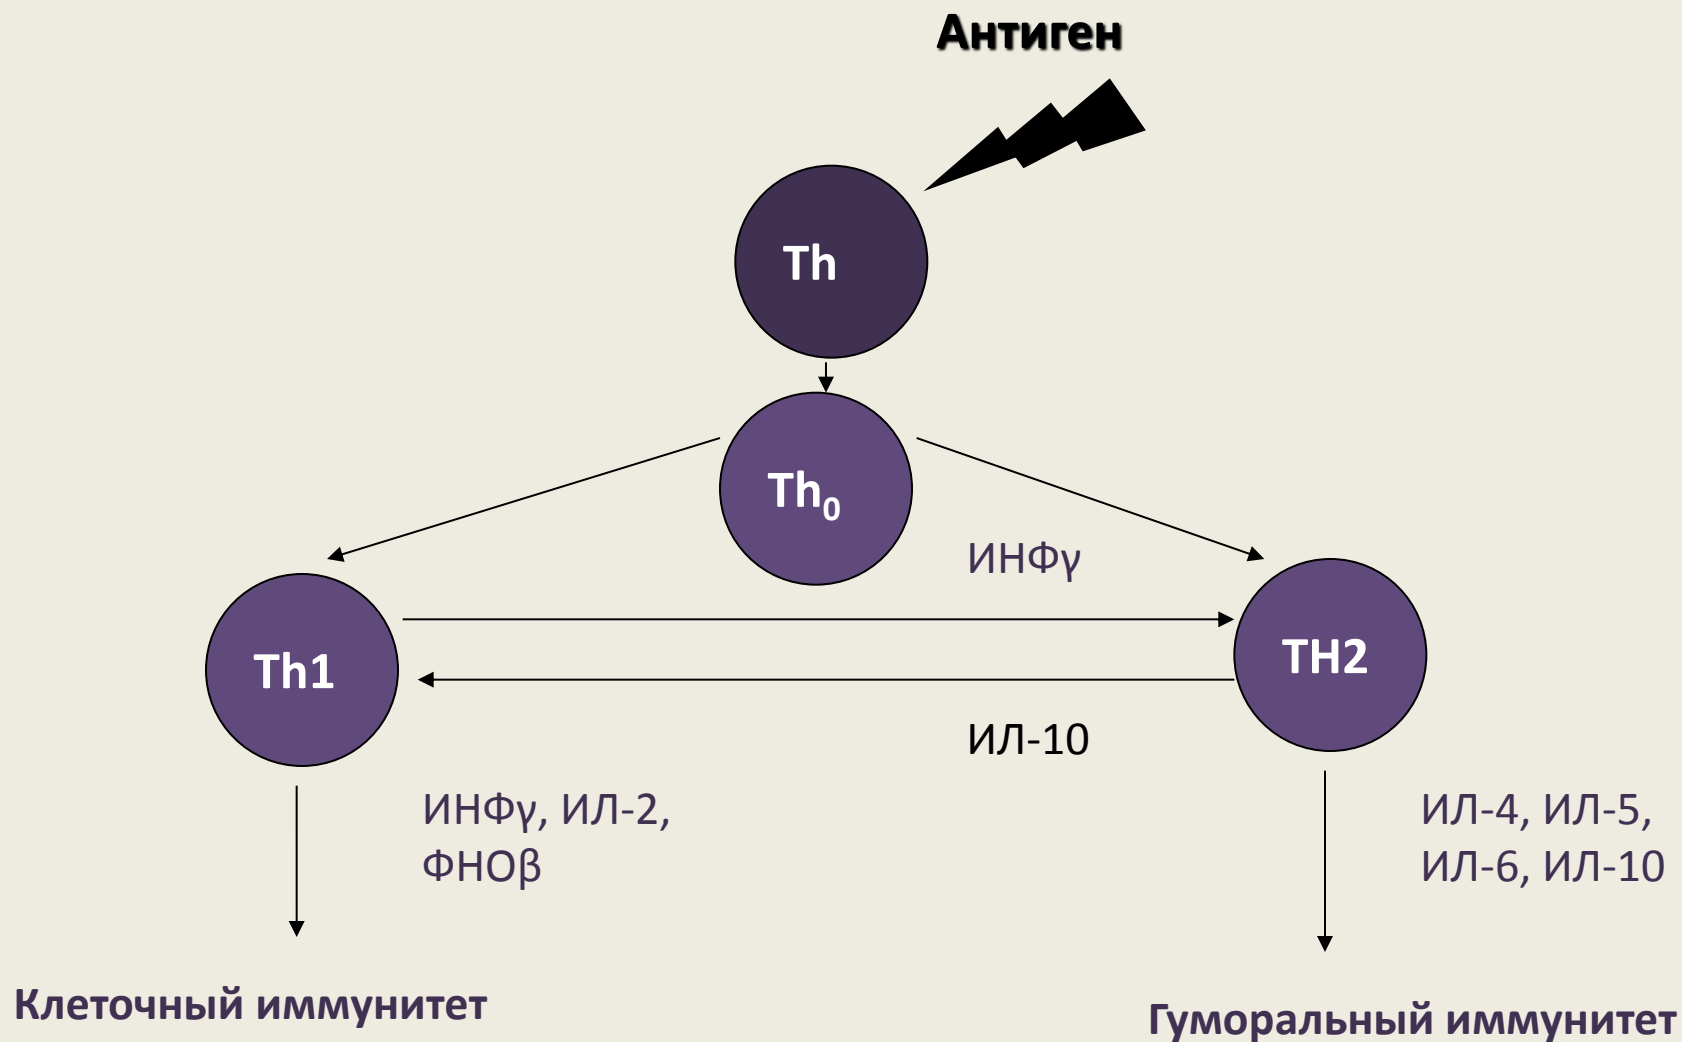 Антиген
Th
Th₀
ИНФγ
Th1
TH2
ИЛ-10
ИНФγ, ИЛ-2,
ФНОβ
ИЛ-4, ИЛ-5,
ИЛ-6, ИЛ-10
Клеточный иммунитет
Гуморальный иммунитет